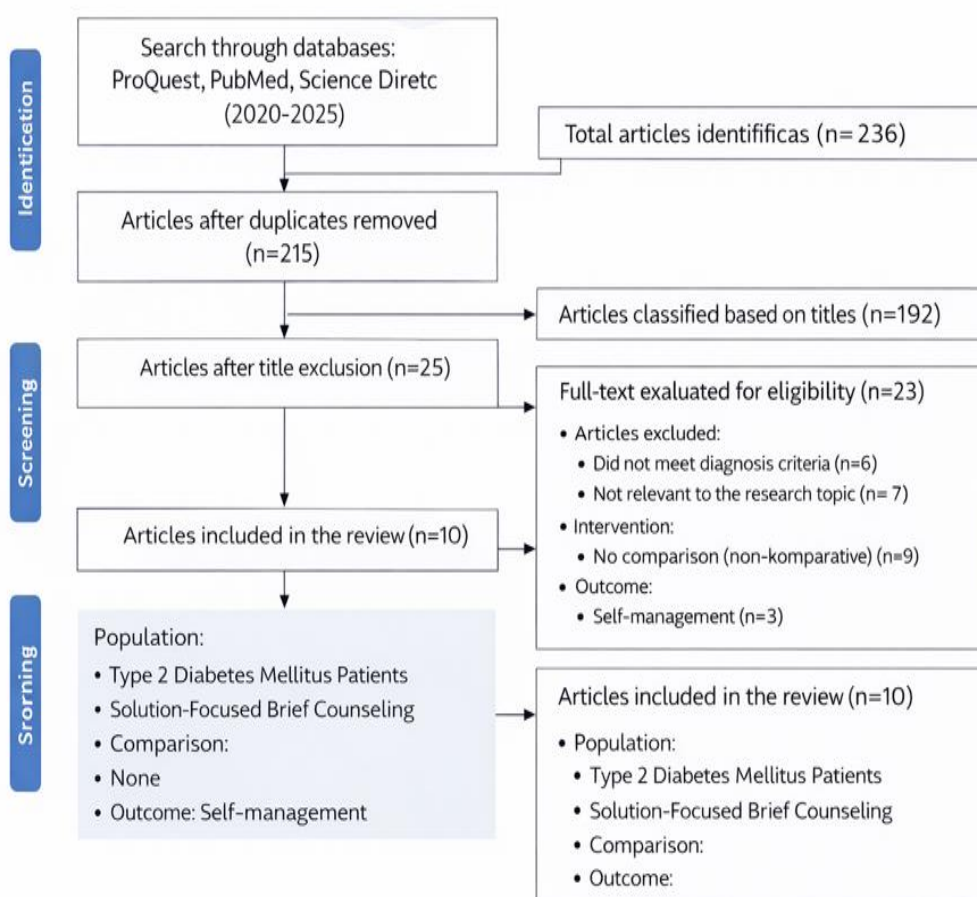 Identication
Search through databases:
ProQuest, PubMed, Science Diretc
(2020-2025)
Total articles identifificas (n= 236)
Articles after duplicates removed
(n=215)
Articles classified based on titles (n=192)
Screening
Articles after title exclusion (n=25)
Full-text evaluated for eligibility (n=23)
• Articles excluded:
• Did not meet diagnosis criteria (n=6)
• Not relevant to the research topic (n= 7)
• Intervention:
• No comparison (non-komparative) (n=9)
• Outcome:
• Self-management (n=3)
Articles included in the review (n=10)
Srorning
Population:
• Type 2 Diabetes Mellitus Patients
• Solution-Focused Brief Counseling
• Comparison:
• None
• Outcome: Self-management
Articles included in the review (n=10)
• Population:
• Type 2 Diabetes Mellitus Patients
• Solution-Focused Brief Counseling
• Comparison:
• Outcome: